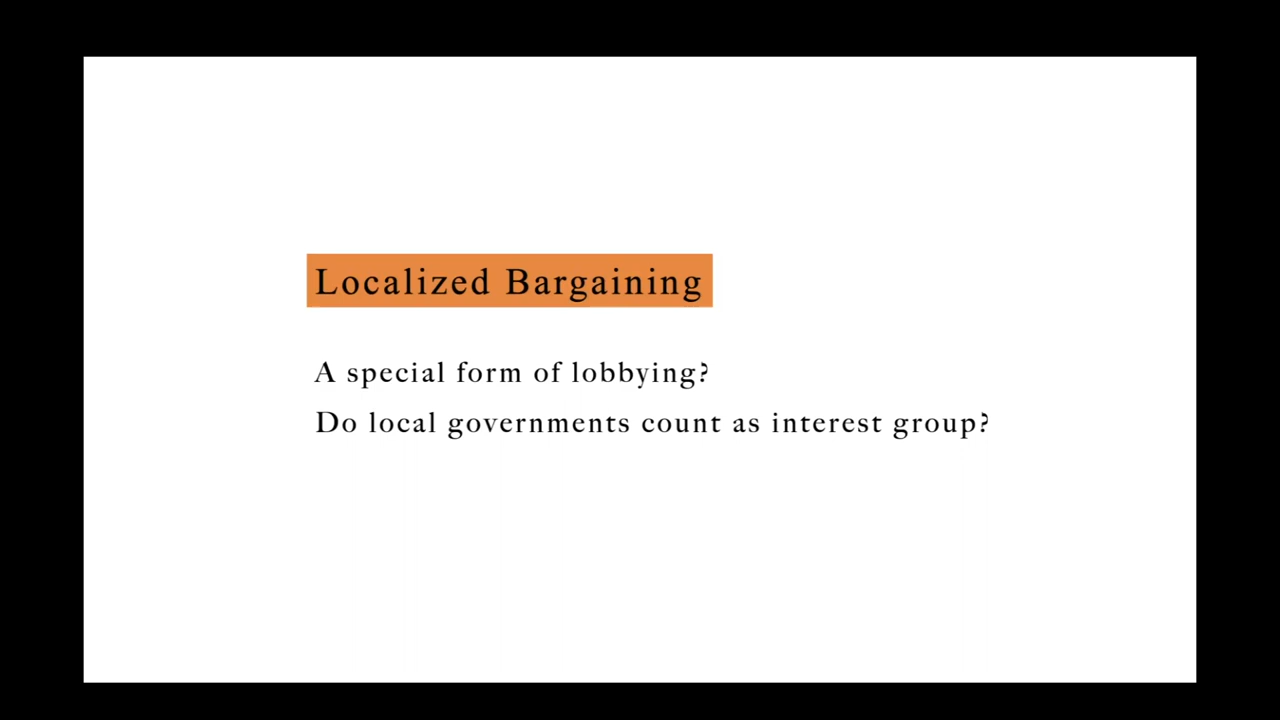 Localized Bargaining
A special form of lobbying?
Do local governments count as interest group?